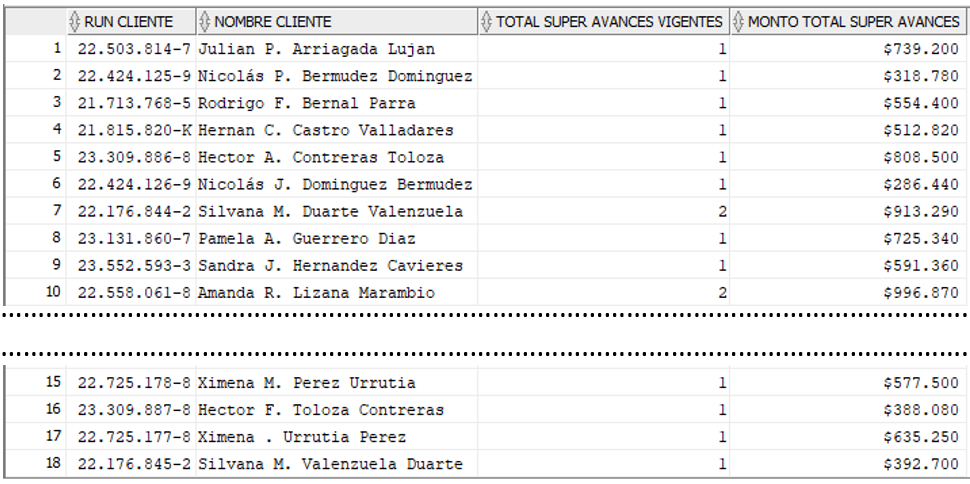 RUN CLIENTE NOMBRE CLIENTE TOTAL SUPER AVANCES VIGENTES MONTO TOTAL SUPER AVANCES
1 22.503.814-7 Julian P. Arriagada Lujan 1 $739.200
2 22.424.125-9 Nicolás P. Bermudez Dominguez 1 $318.780
3 21.713.768-5 Rodrigo F. Bernal Parra 1 $554.400
4 21.815.820-K Hernan C. Castro Valladares 1 $512.820
5 23.309.886-8 Hector A. Contreras Toloza 1 $808.500
6 22.424.126-9 Nicolás J. Dominguez Bermudez 1 $286.440
7 22.176.844-2 Silvana M. Duarte Valenzuela 2 $913.290
8 23.131.860-7 Pamela A. Guerrero Diaz 1 $725.340
9 23.552.593-3 Sandra J. Hernandez Cavieres 1 $591.360
10 22.558.061-8 Amanda R. Lizana Marambio 2 $996.870
15 22.725.178-8 Ximena M. Perez Urrutia 1 $577.500
16 23.309.887-8 Hector F. Toloza Contreras 1 $388.080
17 22.725.177-8 Ximena . Urrutia Perez 1 $635.250
18 22.176.845-2 Silvana M. Valenzuela Duarte 1 $392.700